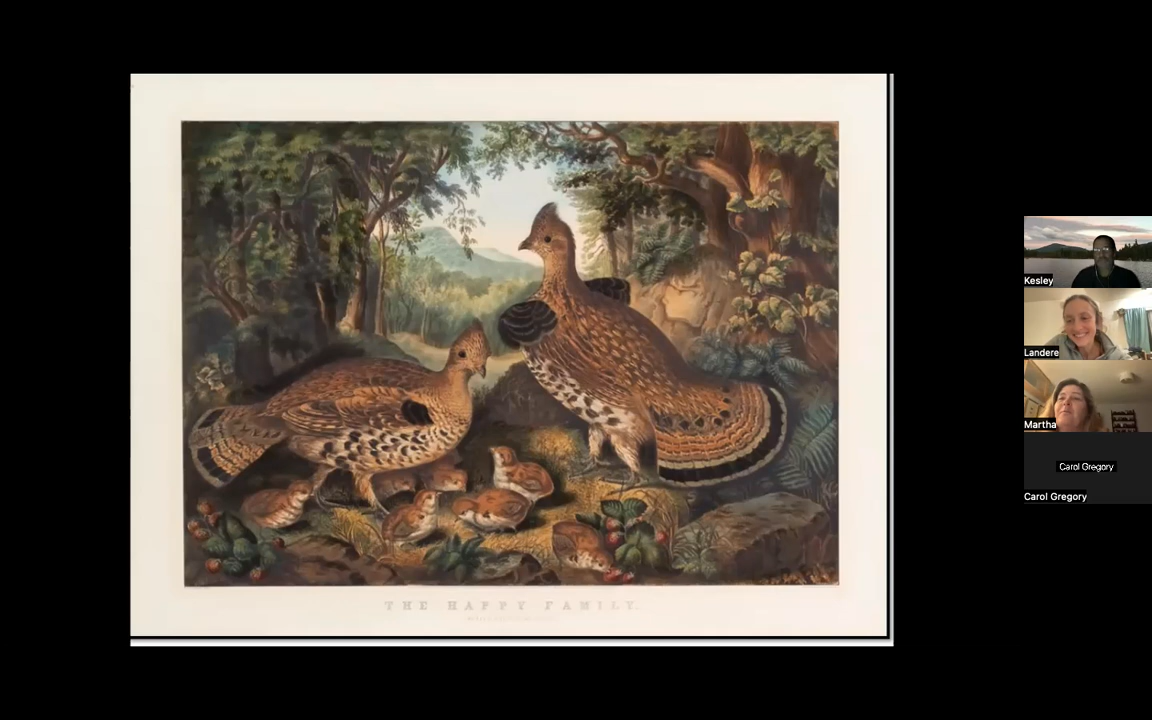 THE HAPPY FAMILY.
Kesley
Landere
Martha
Carol Gregory
Carol Gregory